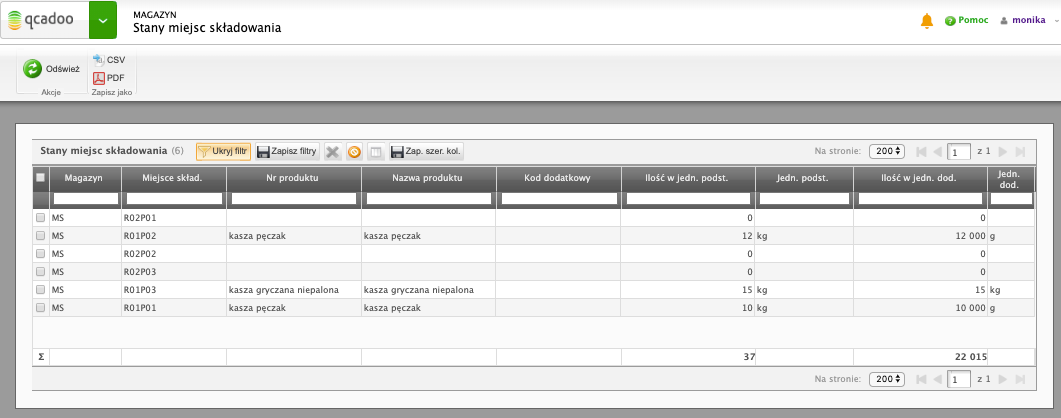 qcadoo
MAGAZYN
Stany miejsc składowania
Pomoc
monika
Odśwież
CSV
PDF
Akcje
Zapisz jako
Stany miejsc składowania (6)
Ukryj filtr
Zapisz filtry
Zap. szer. kol.
Na stronie: 200
1 z 1
Magazyn Miejsce skład. Nr produktu Nazwa produktu Kod dodatkowy Ilość w jedn. podst. Jedn. podst. Ilość w jedn. dod. Jedn. dod.
MS R02P01 0 0
MS R01P02 kasza pęczak kasza pęczak 12 kg 12 000 g
MS R02P02 0 0
MS R02P03 0 0
MS R01P03 kasza gryczana niepalona kasza gryczana niepalona 15 kg 15 kg
MS R01P01 kasza pęczak kasza pęczak 10 kg 10 000 g
Σ 37 22 015
Na stronie: 200
1 z 1